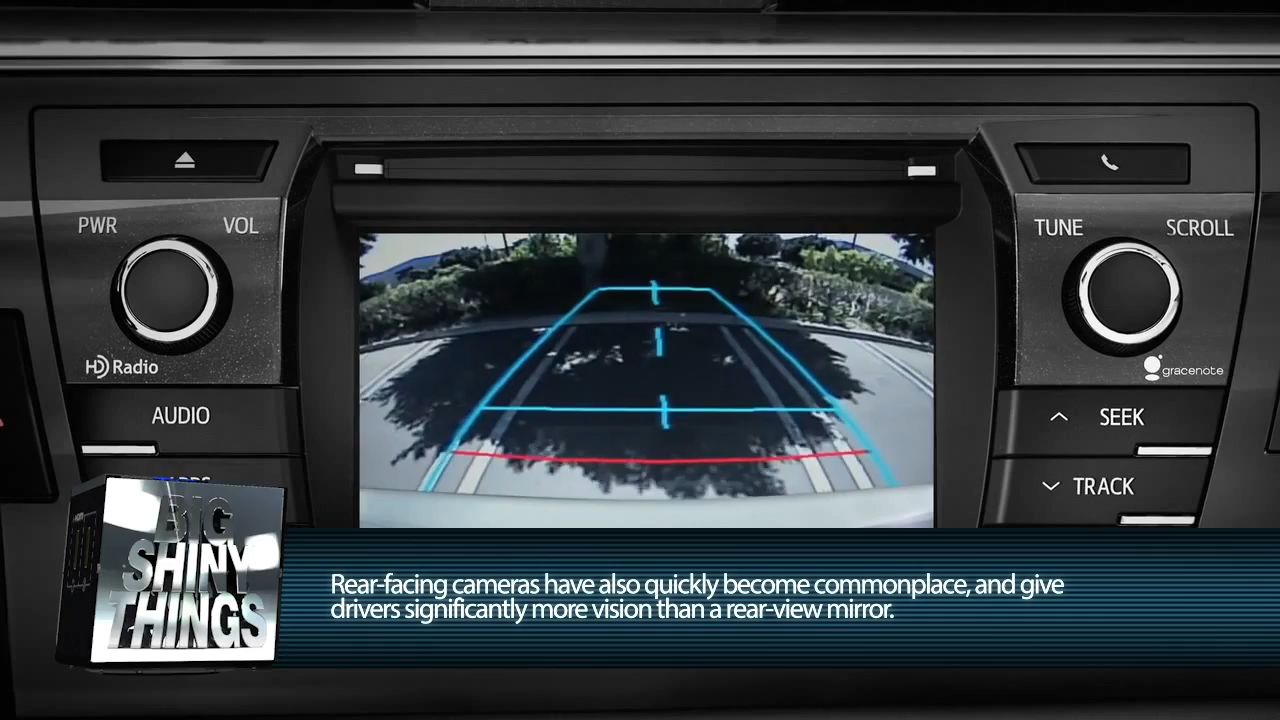 PWR VOL
TUNE SCROLL
HD Radio
gracenote
AUDIO
SEEK
TRACK
BIG
SHINY
THINGS
Rear-facing cameras have also quickly become commonplace, and give
drivers significantly more vision than a rear-view mirror.